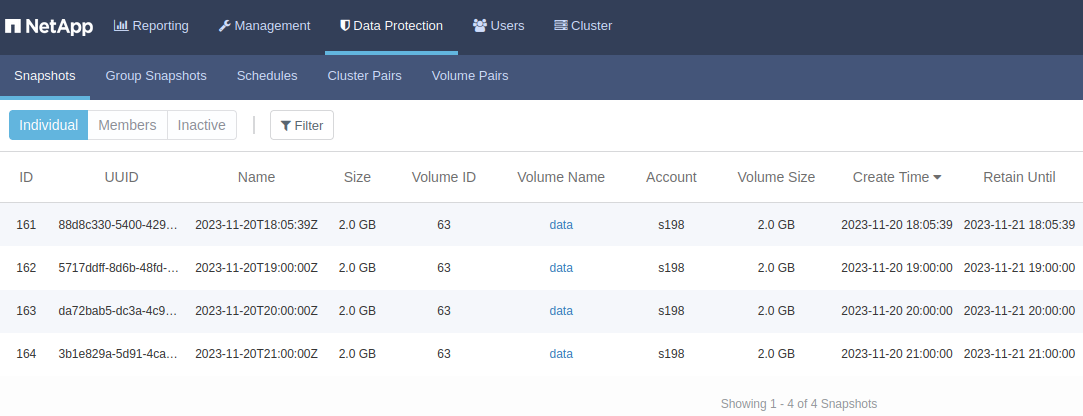 NetApp Reporting Management Data Protection Users Cluster
Snapshots Group Snapshots Schedules Cluster Pairs Volume Pairs
Individual Members Inactive Filter
ID UUID Name Size Volume ID Volume Name Account Volume Size Create Time Retain Until
161 88d8c330-5400-429... 2023-11-20T18:05:39Z 2.0 GB 63 data s198 2.0 GB 2023-11-20 18:05:39 2023-11-21 18:05:39
162 5717ddff-8d6b-48fd-... 2023-11-20T19:00:00Z 2.0 GB 63 data s198 2.0 GB 2023-11-20 19:00:00 2023-11-21 19:00:00
163 da72bab5-dc3a-4c9... 2023-11-20T20:00:00Z 2.0 GB 63 data s198 2.0 GB 2023-11-20 20:00:00 2023-11-21 20:00:00
164 3b1e829a-5d91-4ca... 2023-11-20T21:00:00Z 2.0 GB 63 data s198 2.0 GB 2023-11-20 21:00:00 2023-11-21 21:00:00
Showing 1 - 4 of 4 Snapshots